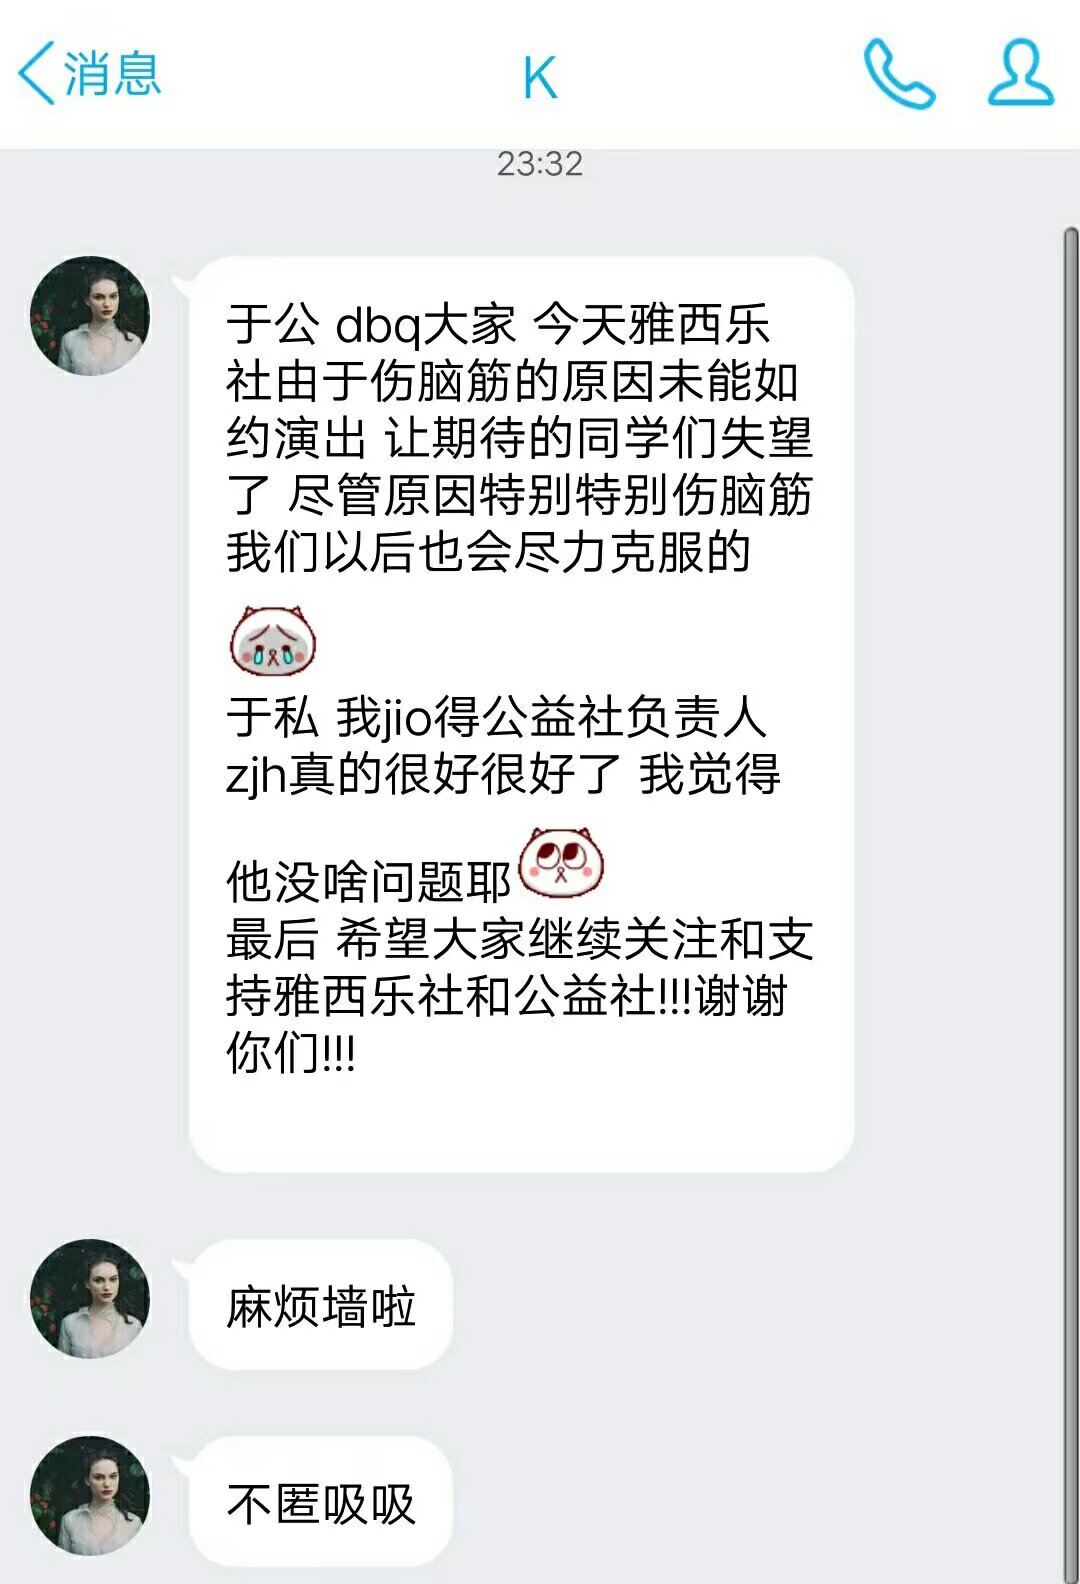 消息
K
23:32
于公 dbq大家 今天雅西乐
社由于伤脑筋的原因未能如
约演出 让期待的同学们失望
了 尽管原因特别特别伤脑筋
我们以后也会尽力克服的
于私 我jio得公益社负责人
zjh真的很好很好了 我觉得
他没啥问题耶
最后 希望大家继续关注和支
持雅西乐社和公益社!!!谢谢
你们!!!
麻烦墙啦
不匿吸吸